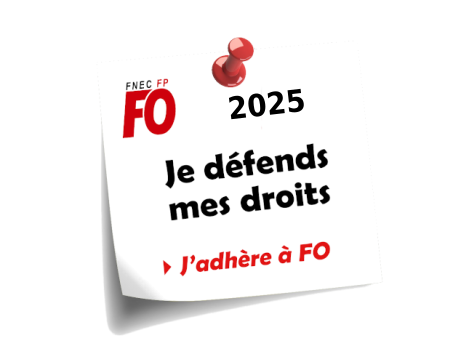 FNEC FP
FO
2025
Je défends
mes droits
J'adhère à FO